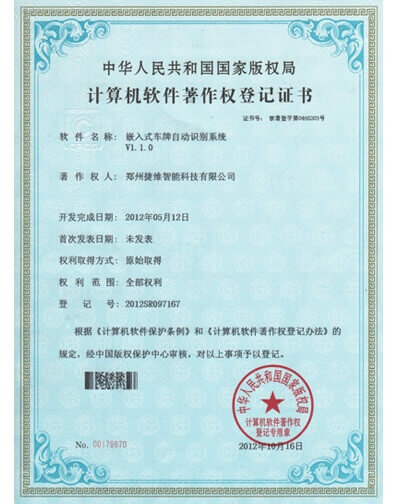 中华人民共和国国家版权局
计算机软件著作权登记证书
证书号： 软著登字第0465203号
软件名称： 嵌入式车牌自动识别系统
V1.1.0
著作权人： 郑州捷维智能科技有限公司
开发完成日期： 2012年05月12日
首次发表日期： 未发表
权利取得方式： 原始取得
权利范围： 全部权利
登记号： 2012SR097167
根据《计算机软件保护条例》和《计算机软件著作权登记办法》的
规定，经中国版权保护中心审核，对以上事项予以登记。
中华人民共和国国家版权局
计算机软件著作权
登记专用章
No. 00179870
2012年10月16日